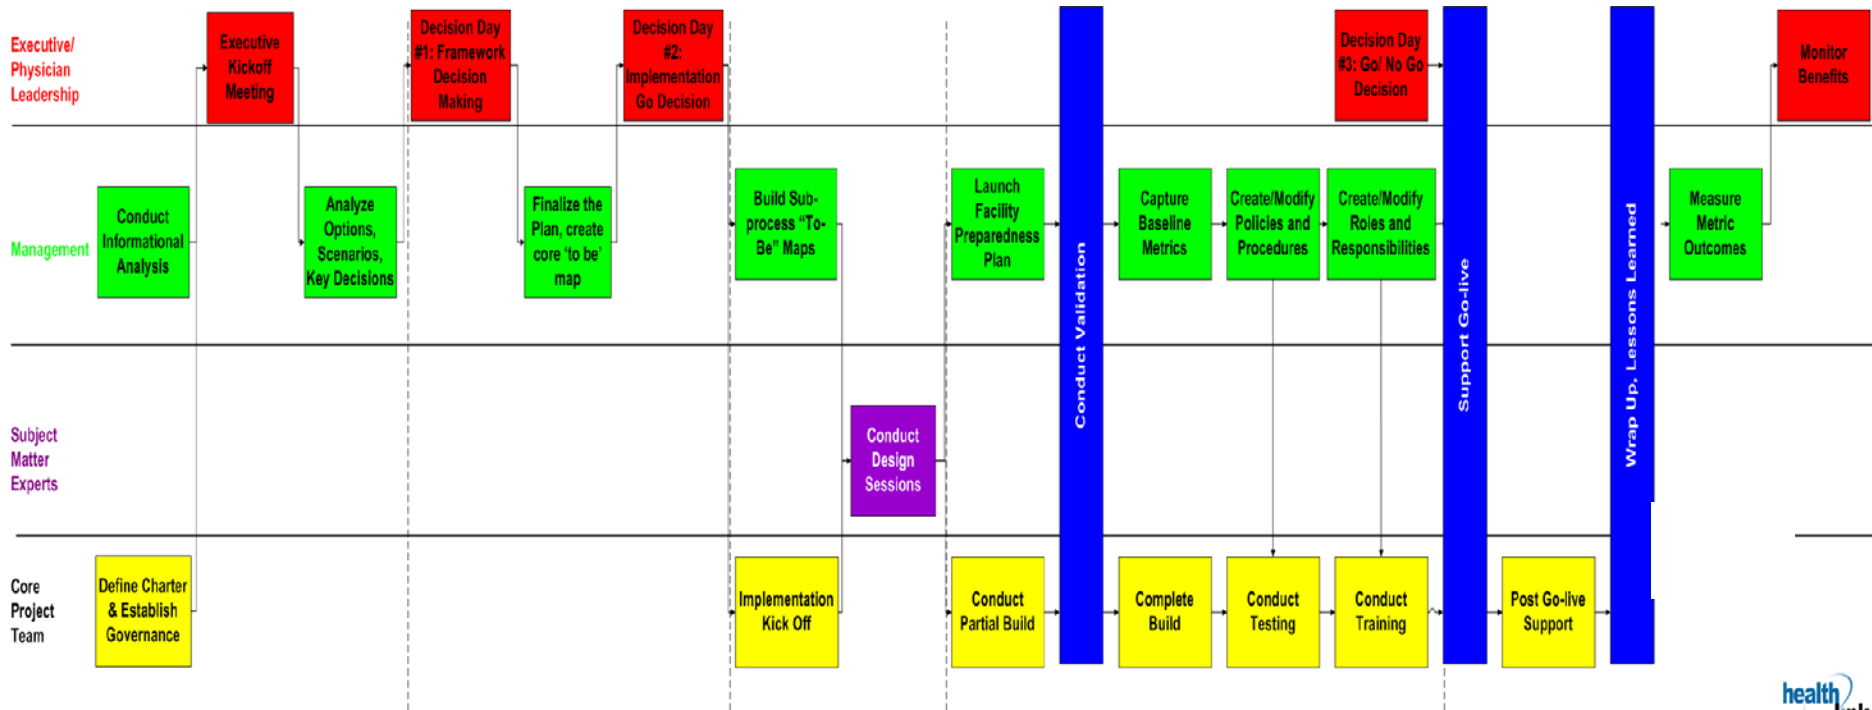 Executive/
Physician
Leadership
Executive
Kickoff
Meeting
Decision Day
#1: Framework
Decision
Making
Decision Day
#2:
Implementation
Go Decision
Decision Day
#3: Go/ No Go
Decision
Monitor
Benefits
Management
Conduct
Informational
Analysis
Analyze
Options,
Scenarios,
Key Decisions
Finalize the
Plan, create
core 'to be'
map
Build Sub-
process “To-
Be” Maps
Launch
Facility
Preparedness
Plan
Capture
Baseline
Metrics
Create/Modify
Policies and
Procedures
Create/Modify
Roles and
Responsibilities
Measure
Metric
Outcomes
Conduct Validation
Support Go-live
Wrap Up, Lessons Learned
Subject
Matter
Experts
Conduct
Design
Sessions
Core
Project
Team
Define Charter
& Establish
Governance
Implementation
Kick Off
Conduct
Partial Build
Complete
Build
Conduct
Testing
Conduct
Training
Post Go-live
Support
health